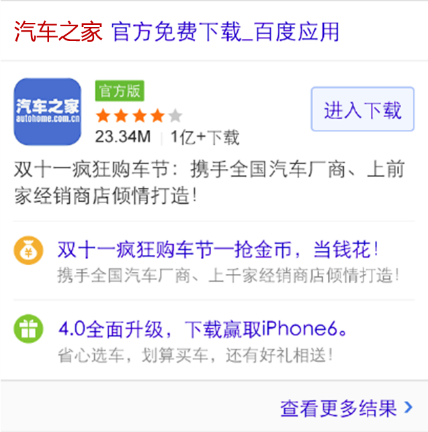 汽车之家 官方免费下载_百度应用
汽车之家
autohome.com.cn
官方版
23.34M | 1亿+下载
进入下载
双十一疯狂购车节：携手全国汽车厂商、上前
家经销商店倾情打造！
双十一疯狂购车节—抢金币，当钱花！
携手全国汽车厂商、上千家经销商店倾情打造！
4.0全面升级，下载赢取iPhone6。
省心选车，划算买车，还有好礼相送！
查看更多结果 >